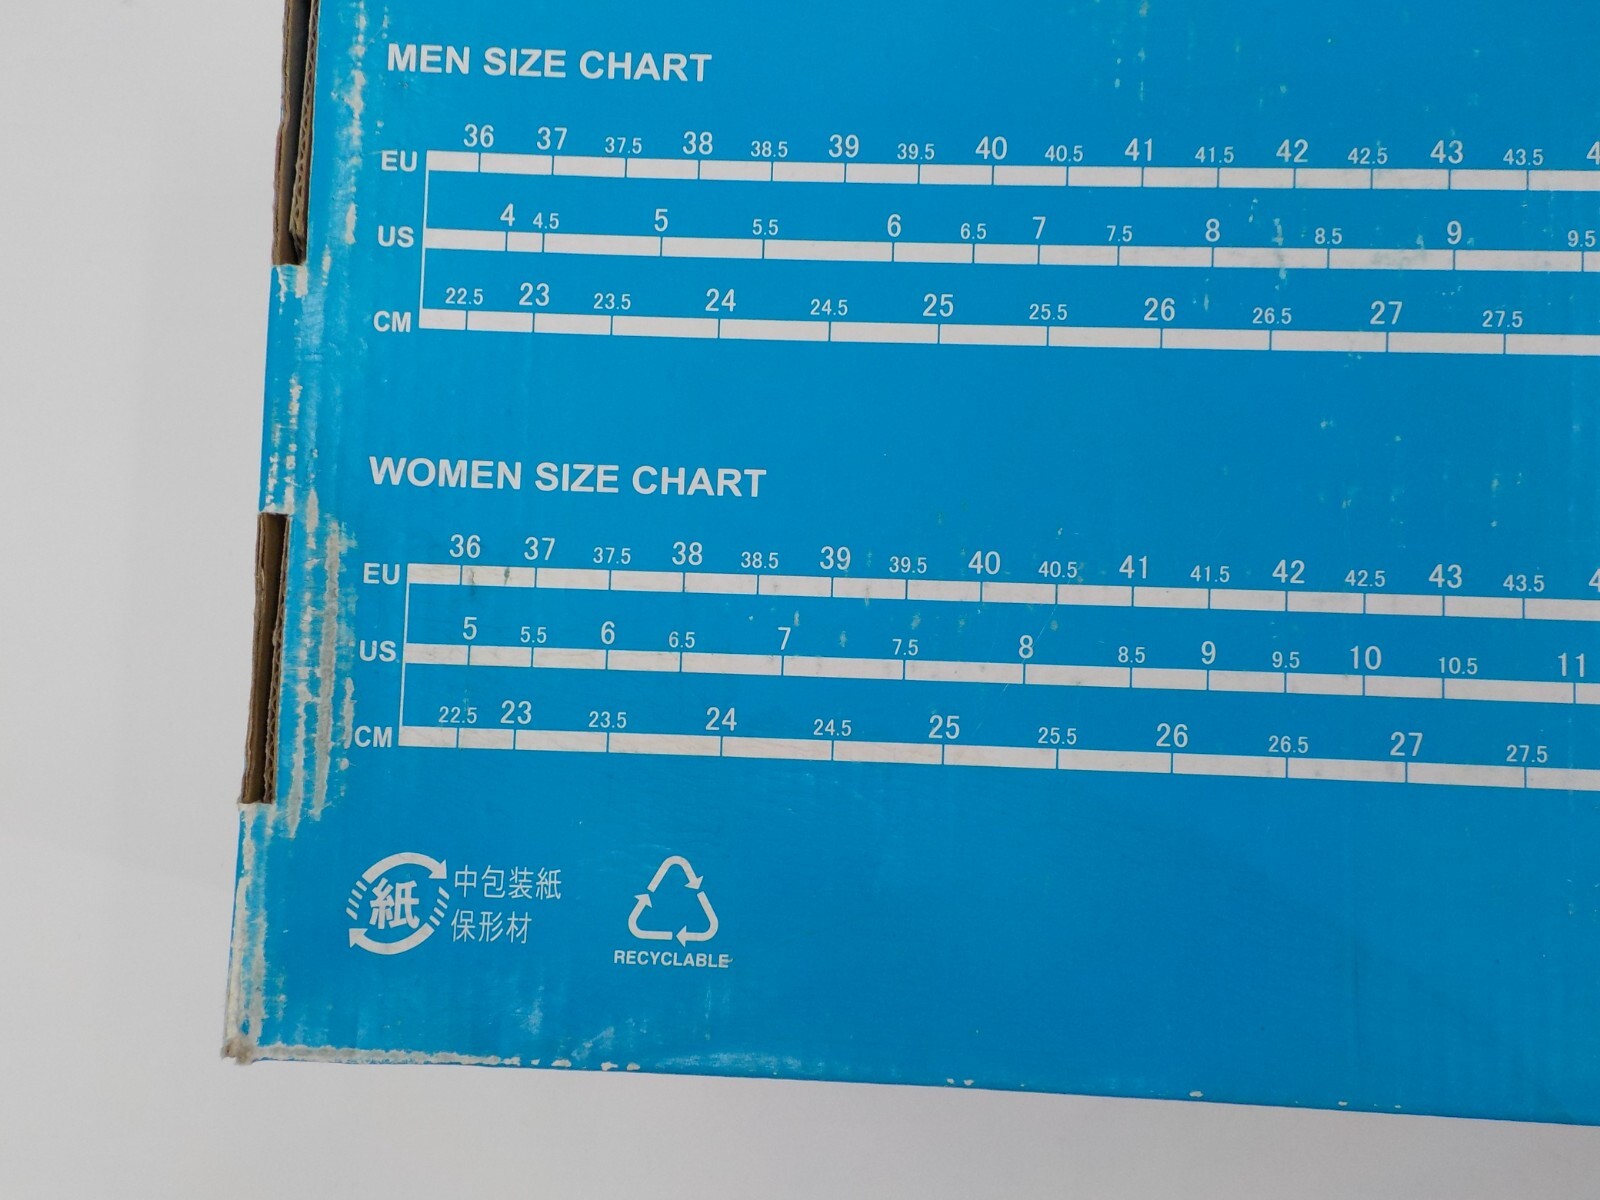 MEN SIZE CHART
EU 36 37 37.5 38 38.5 39 39.5 40 40.5 41 41.5 42 42.5 43 43.5
US 4 4.5 5 5.5 6 6.5 7 7.5 8 8.5 9 9.5
CM 22.5 23 23.5 24 24.5 25 25.5 26 26.5 27 27.5
WOMEN SIZE CHART
EU 36 37 37.5 38 38.5 39 39.5 40 40.5 41 41.5 42 42.5 43 43.5
US 5 5.5 6 6.5 7 7.5 8 8.5 9 9.5 10 10.5 11
CM 22.5 23 23.5 24 24.5 25 25.5 26 26.5 27 27.5
紙 中包装紙
保形材
RECYCLABLE